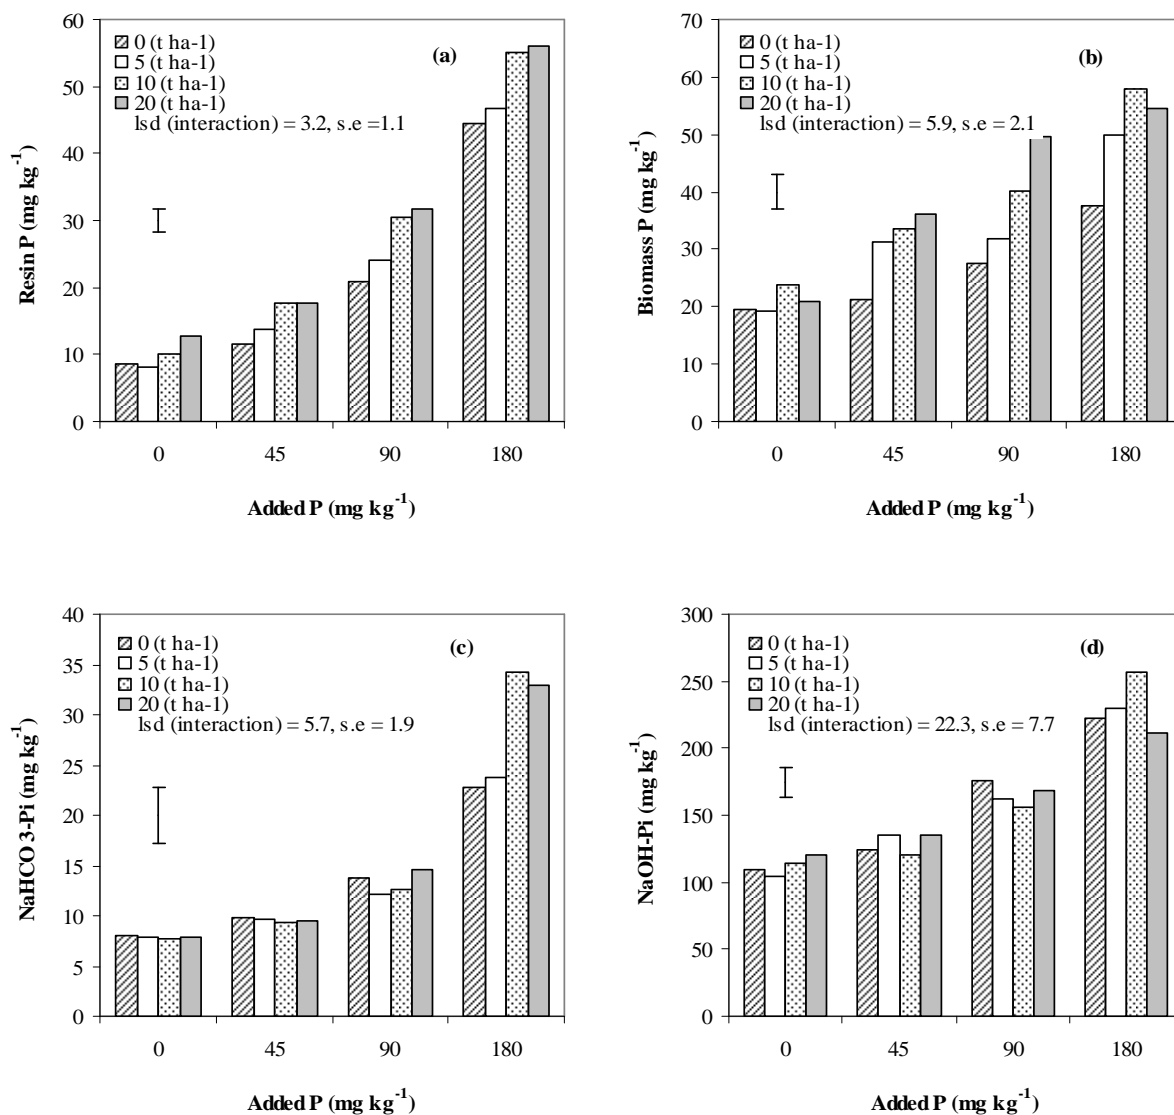 60
50
40
30
20
10
0
Resin P (mg kg-1)
0 (t ha-1)
5 (t ha-1)
10 (t ha-1)
20 (t ha-1)
lsd (interaction) = 3.2, s.e =1.1
(a)
0 45 90 180
Added P (mg kg-1)
70
60
50
40
30
20
10
0
Biomass P (mg kg-1)
0 (t ha-1)
5 (t ha-1)
10 (t ha-1)
20 (t ha-1)
lsd (interaction) = 5.9, s.e = 2.1
(b)
0 45 90 180
Added P (mg kg-1)
40
35
30
25
20
15
10
5
0
NaHCO 3-Pi (mg kg-1)
0 (t ha-1)
5 (t ha-1)
10 (t ha-1)
20 (t ha-1)
lsd (interaction) = 5.7, s.e = 1.9
(c)
0 45 90 180
Added P (mg kg-1)
300
250
200
150
100
50
0
NaOH-Pi (mg kg-1)
0 (t ha-1)
5 (t ha-1)
10 (t ha-1)
20 (t ha-1)
lsd (interaction) = 22.3, s.e = 7.7
(d)
0 45 90 180
Added P (mg kg-1)